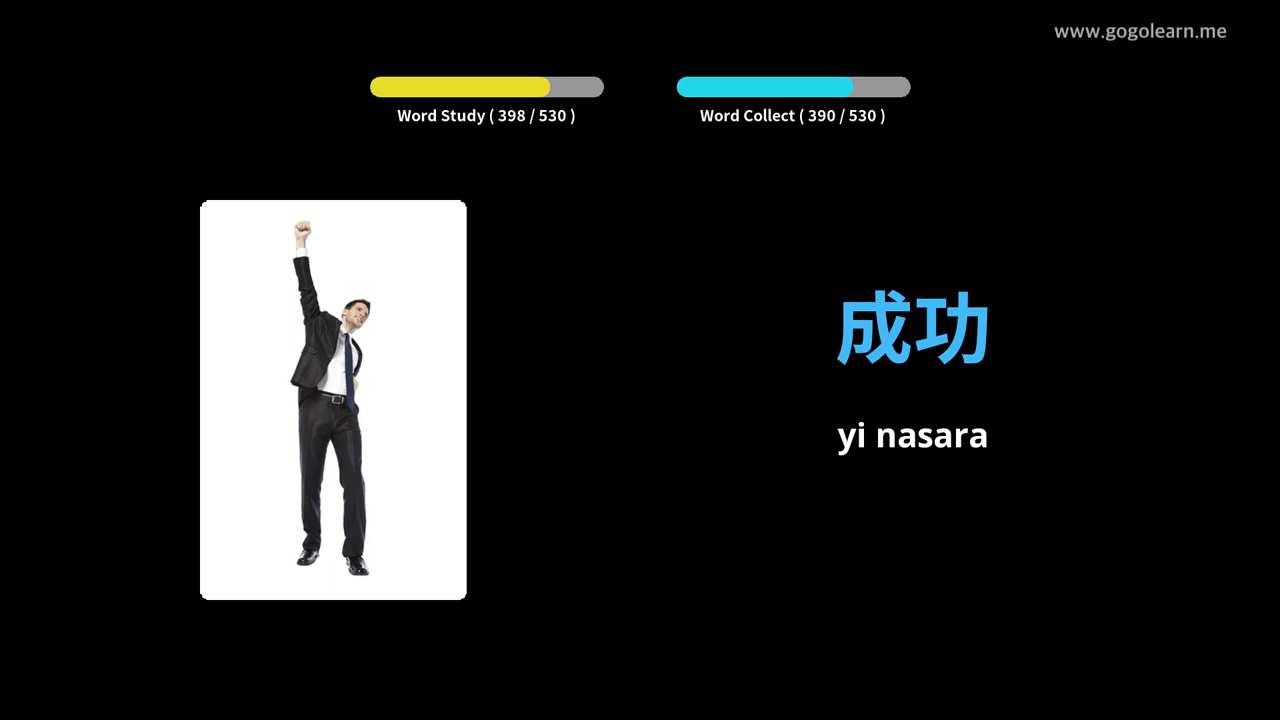 www.gogolearn.me
Word Study ( 398 / 530 )
Word Collect ( 390 / 530 )
成功
yi nasara